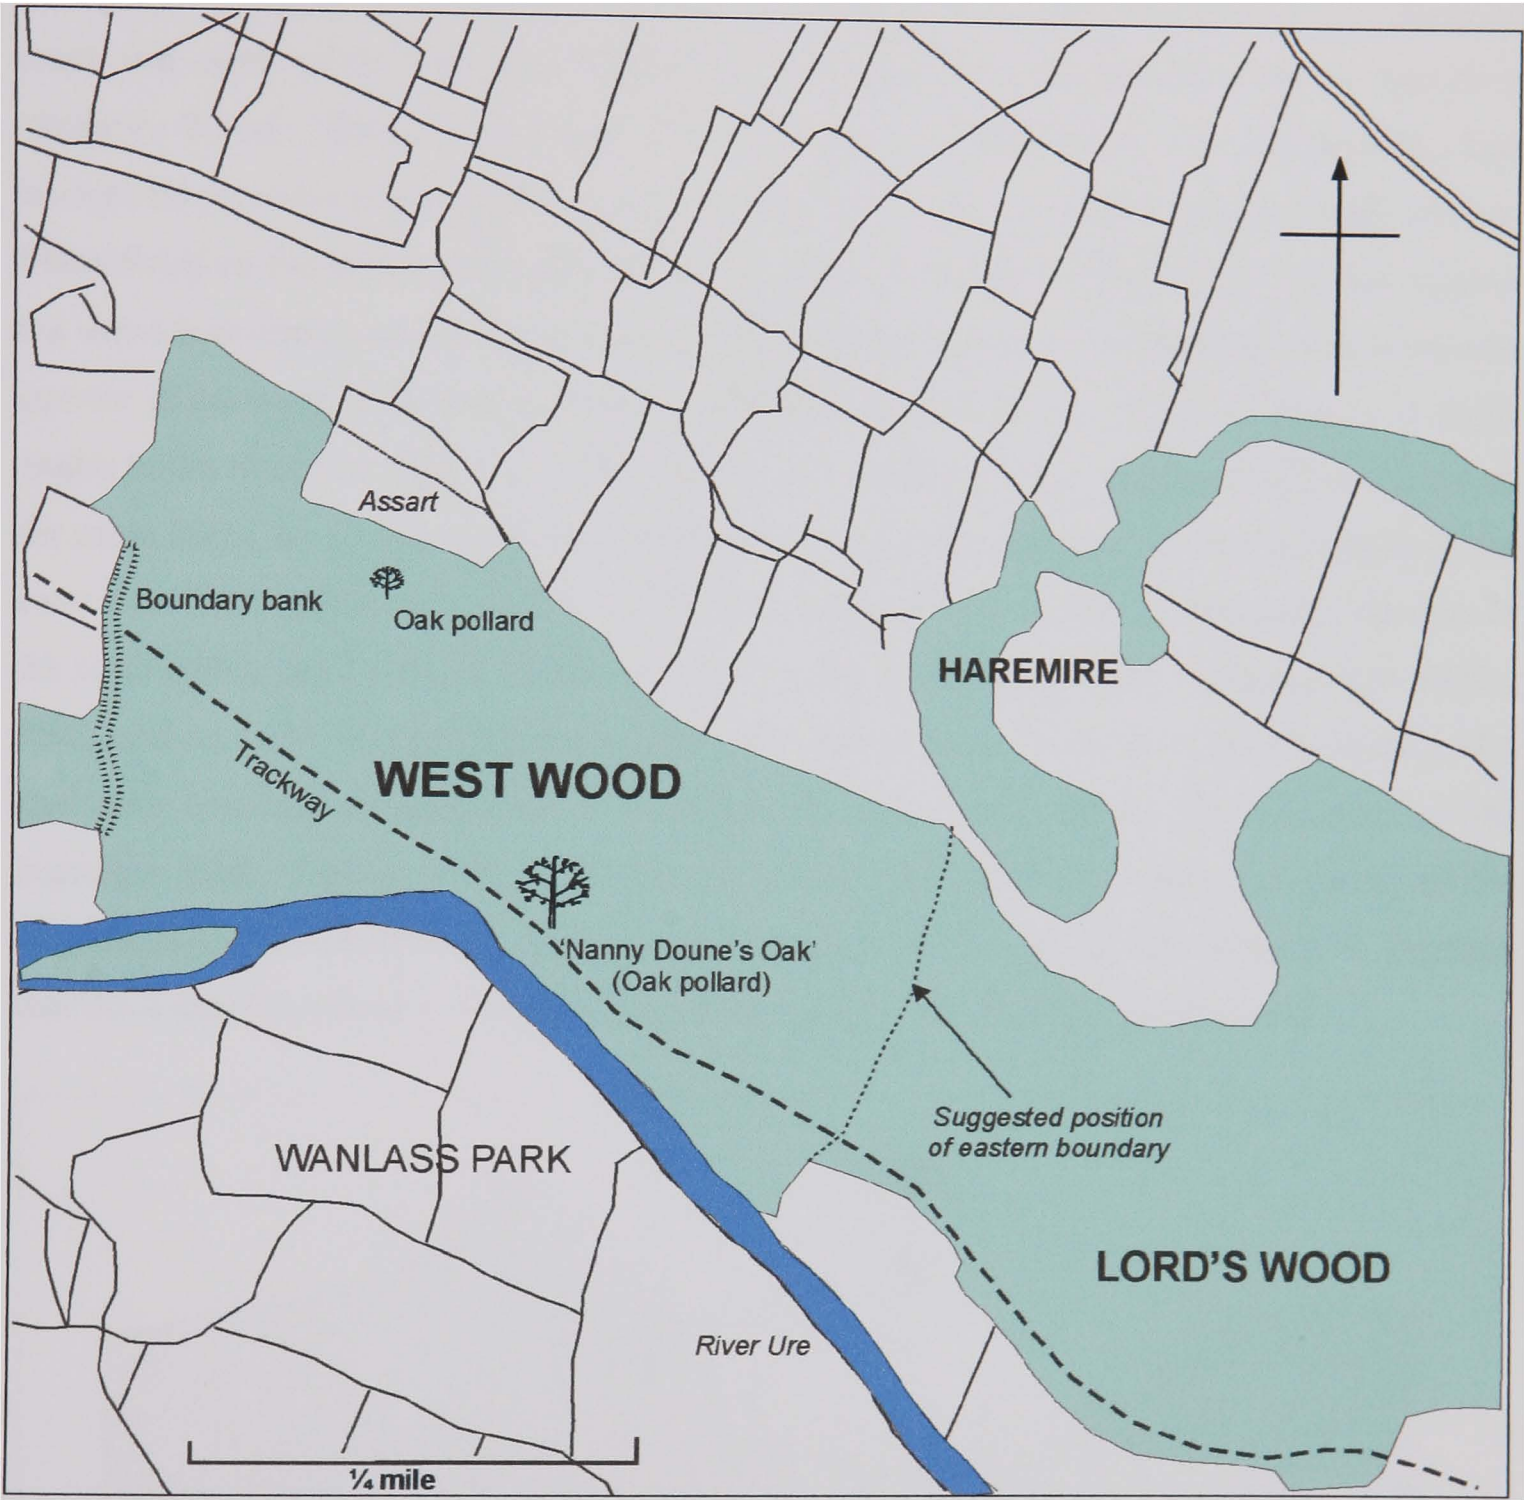 Assart
Boundary bank
Oak pollard
HAREMIRE
Trackway
WEST WOOD
'Nanny Doune's Oak'
(Oak pollard)
Suggested position
of eastern boundary
WANLASS PARK
LORD'S WOOD
River Ure
¼ mile